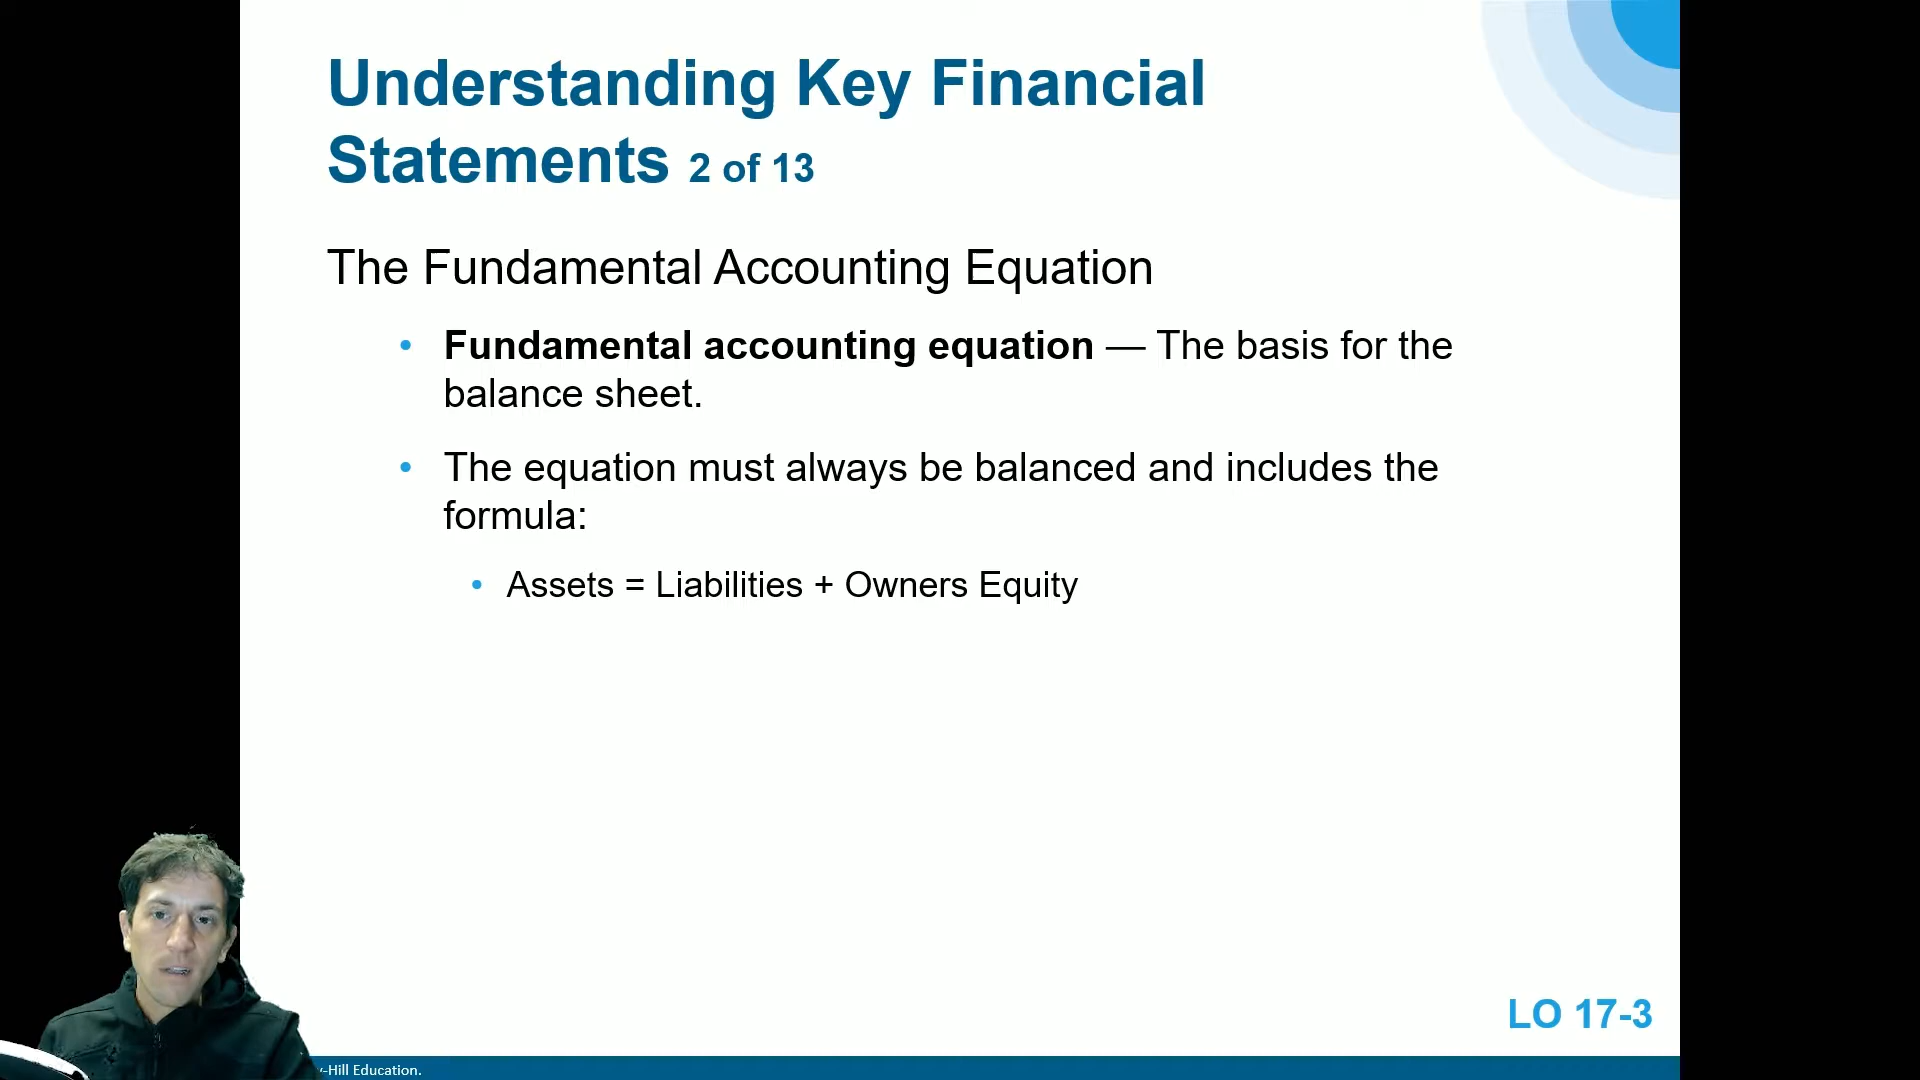 Understanding Key Financial
Statements 2 of 13
The Fundamental Accounting Equation
• Fundamental accounting equation — The basis for the
balance sheet.
• The equation must always be balanced and includes the
formula:
• Assets = Liabilities + Owners Equity
LO 17-3
-Hill Education.